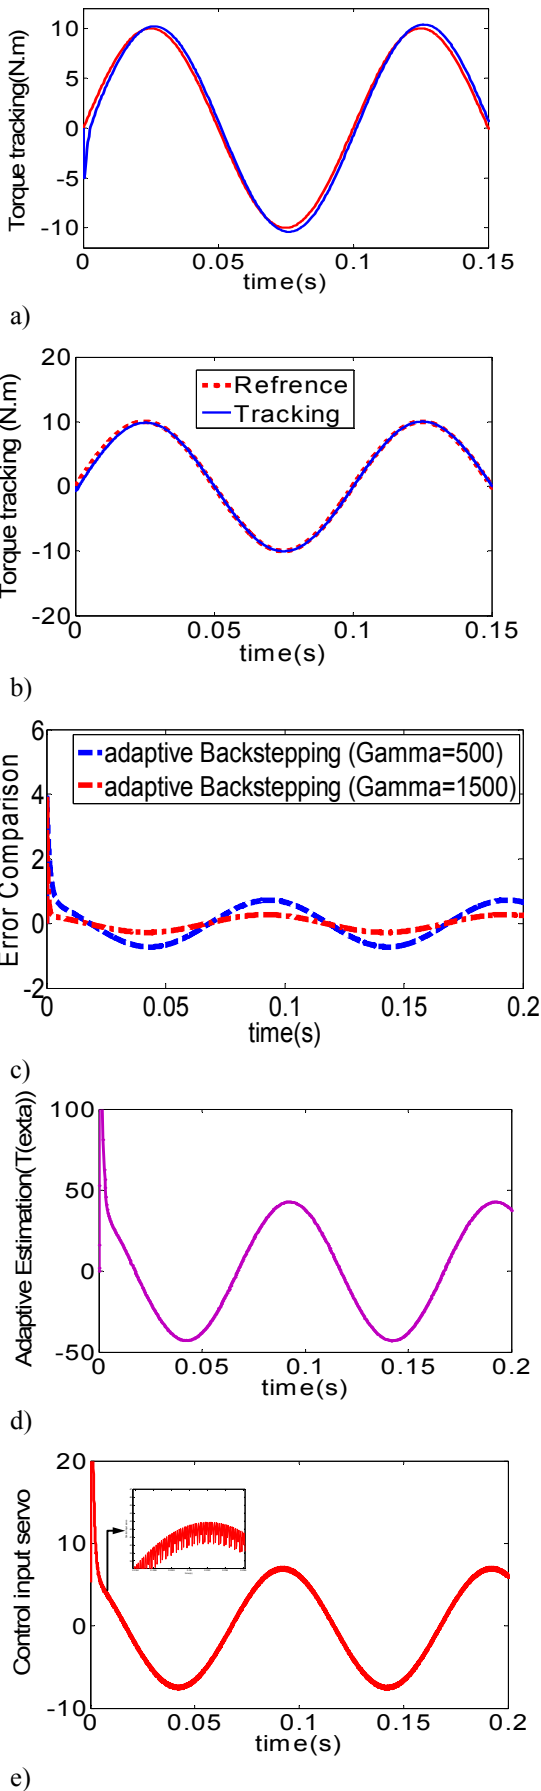 Torque tracking(N.m)
10
5
0
-5
-10
0
0.05
0.1
0.15
time(s)
a)
Torque tracking (N.m)
20
10
0
-10
-20
Refrence
Tracking
0
0.05
0.1
0.15
time(s)
b)
Error Comparison
6
4
2
0
-2
adaptive Backstepping (Gamma=500)
adaptive Backstepping (Gamma=1500)
0
0.05
0.1
0.15
0.2
time(s)
c)
Adaptive Estimation(T(exta))
100
50
0
-50
0
0.05
0.1
0.15
0.2
time(s)
d)
Control input servo
20
10
0
-10
0
0.05
0.1
0.15
0.2
time(s)
e)